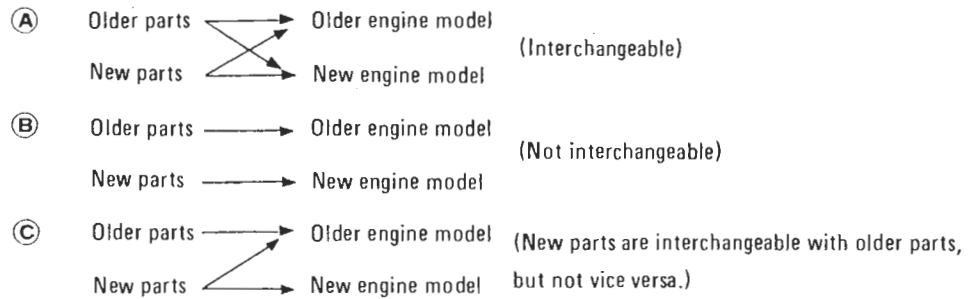 Ⓐ Older parts Older engine model
(Interchangeable)
New parts New engine model
Ⓑ Older parts Older engine model
(Not interchangeable)
New parts New engine model
Ⓒ Older parts Older engine model (New parts are interchangeable with older parts,
New parts New engine model but not vice versa.)